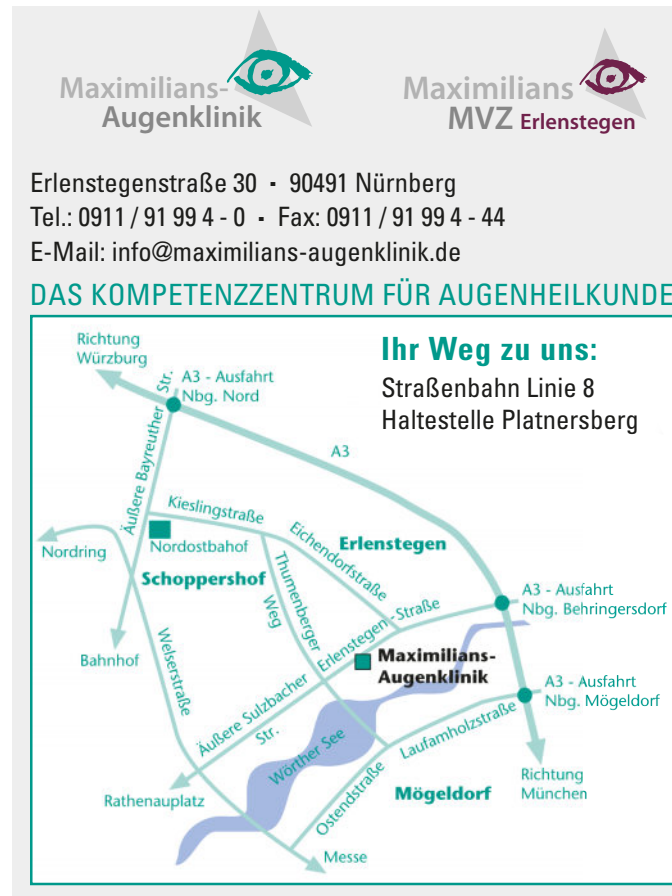 Maximilians-
Augenklinik
Maximilians
MVZ Erlenstegen
Erlenstegenstraße 30 ▪ 90491 Nürnberg
Tel.: 0911 / 91 99 4 - 0 ▪ Fax: 0911 / 91 99 4 - 44
E-Mail: info@maximilians-augenklinik.de
DAS KOMPETENZZENTRUM FÜR AUGENHEILKUNDE
Ihr Weg zu uns:
Straßenbahn Linie 8
Haltestelle Platnersberg
Richtung
Würzburg
A3 - Ausfahrt
Nbg. Nord
Äußere Bayreuther Str.
A3
Kieslingstraße
Nordring
Nordostbahof
Schoppershof
Eichendorfstraße
Erlenstegen
Thumenberger
Weg
A3 - Ausfahrt
Nbg. Behringersdorf
Erlenstegen - Straße
Bahnhof
Welserstraße
Maximilians-
Augenklinik
A3 - Ausfahrt
Nbg. Mögeldorf
Äußere Sulzbacher
Str.
Wörther See
Laufamholzstraße
Rathenauplatz
Ostendstraße
Mögeldorf
Richtung
München
Messe